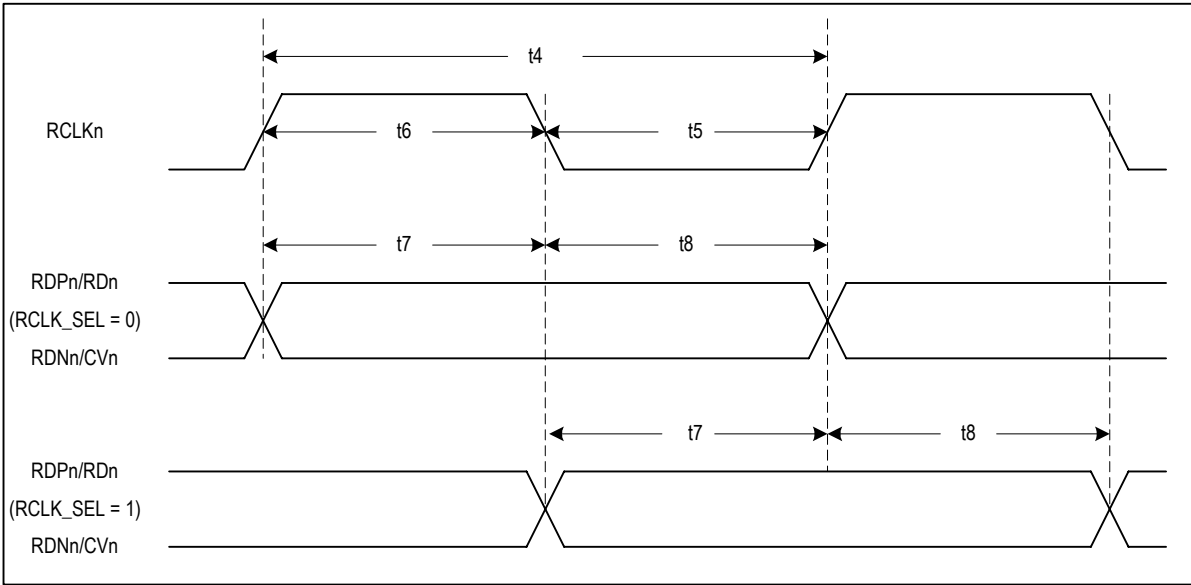 t4
RCLKn
t6
t5
t7
t8
RDPn/RDn
(RCLK_SEL = 0)
RDNn/CVn
t7
t8
RDPn/RDn
(RCLK_SEL = 1)
RDNn/CVn